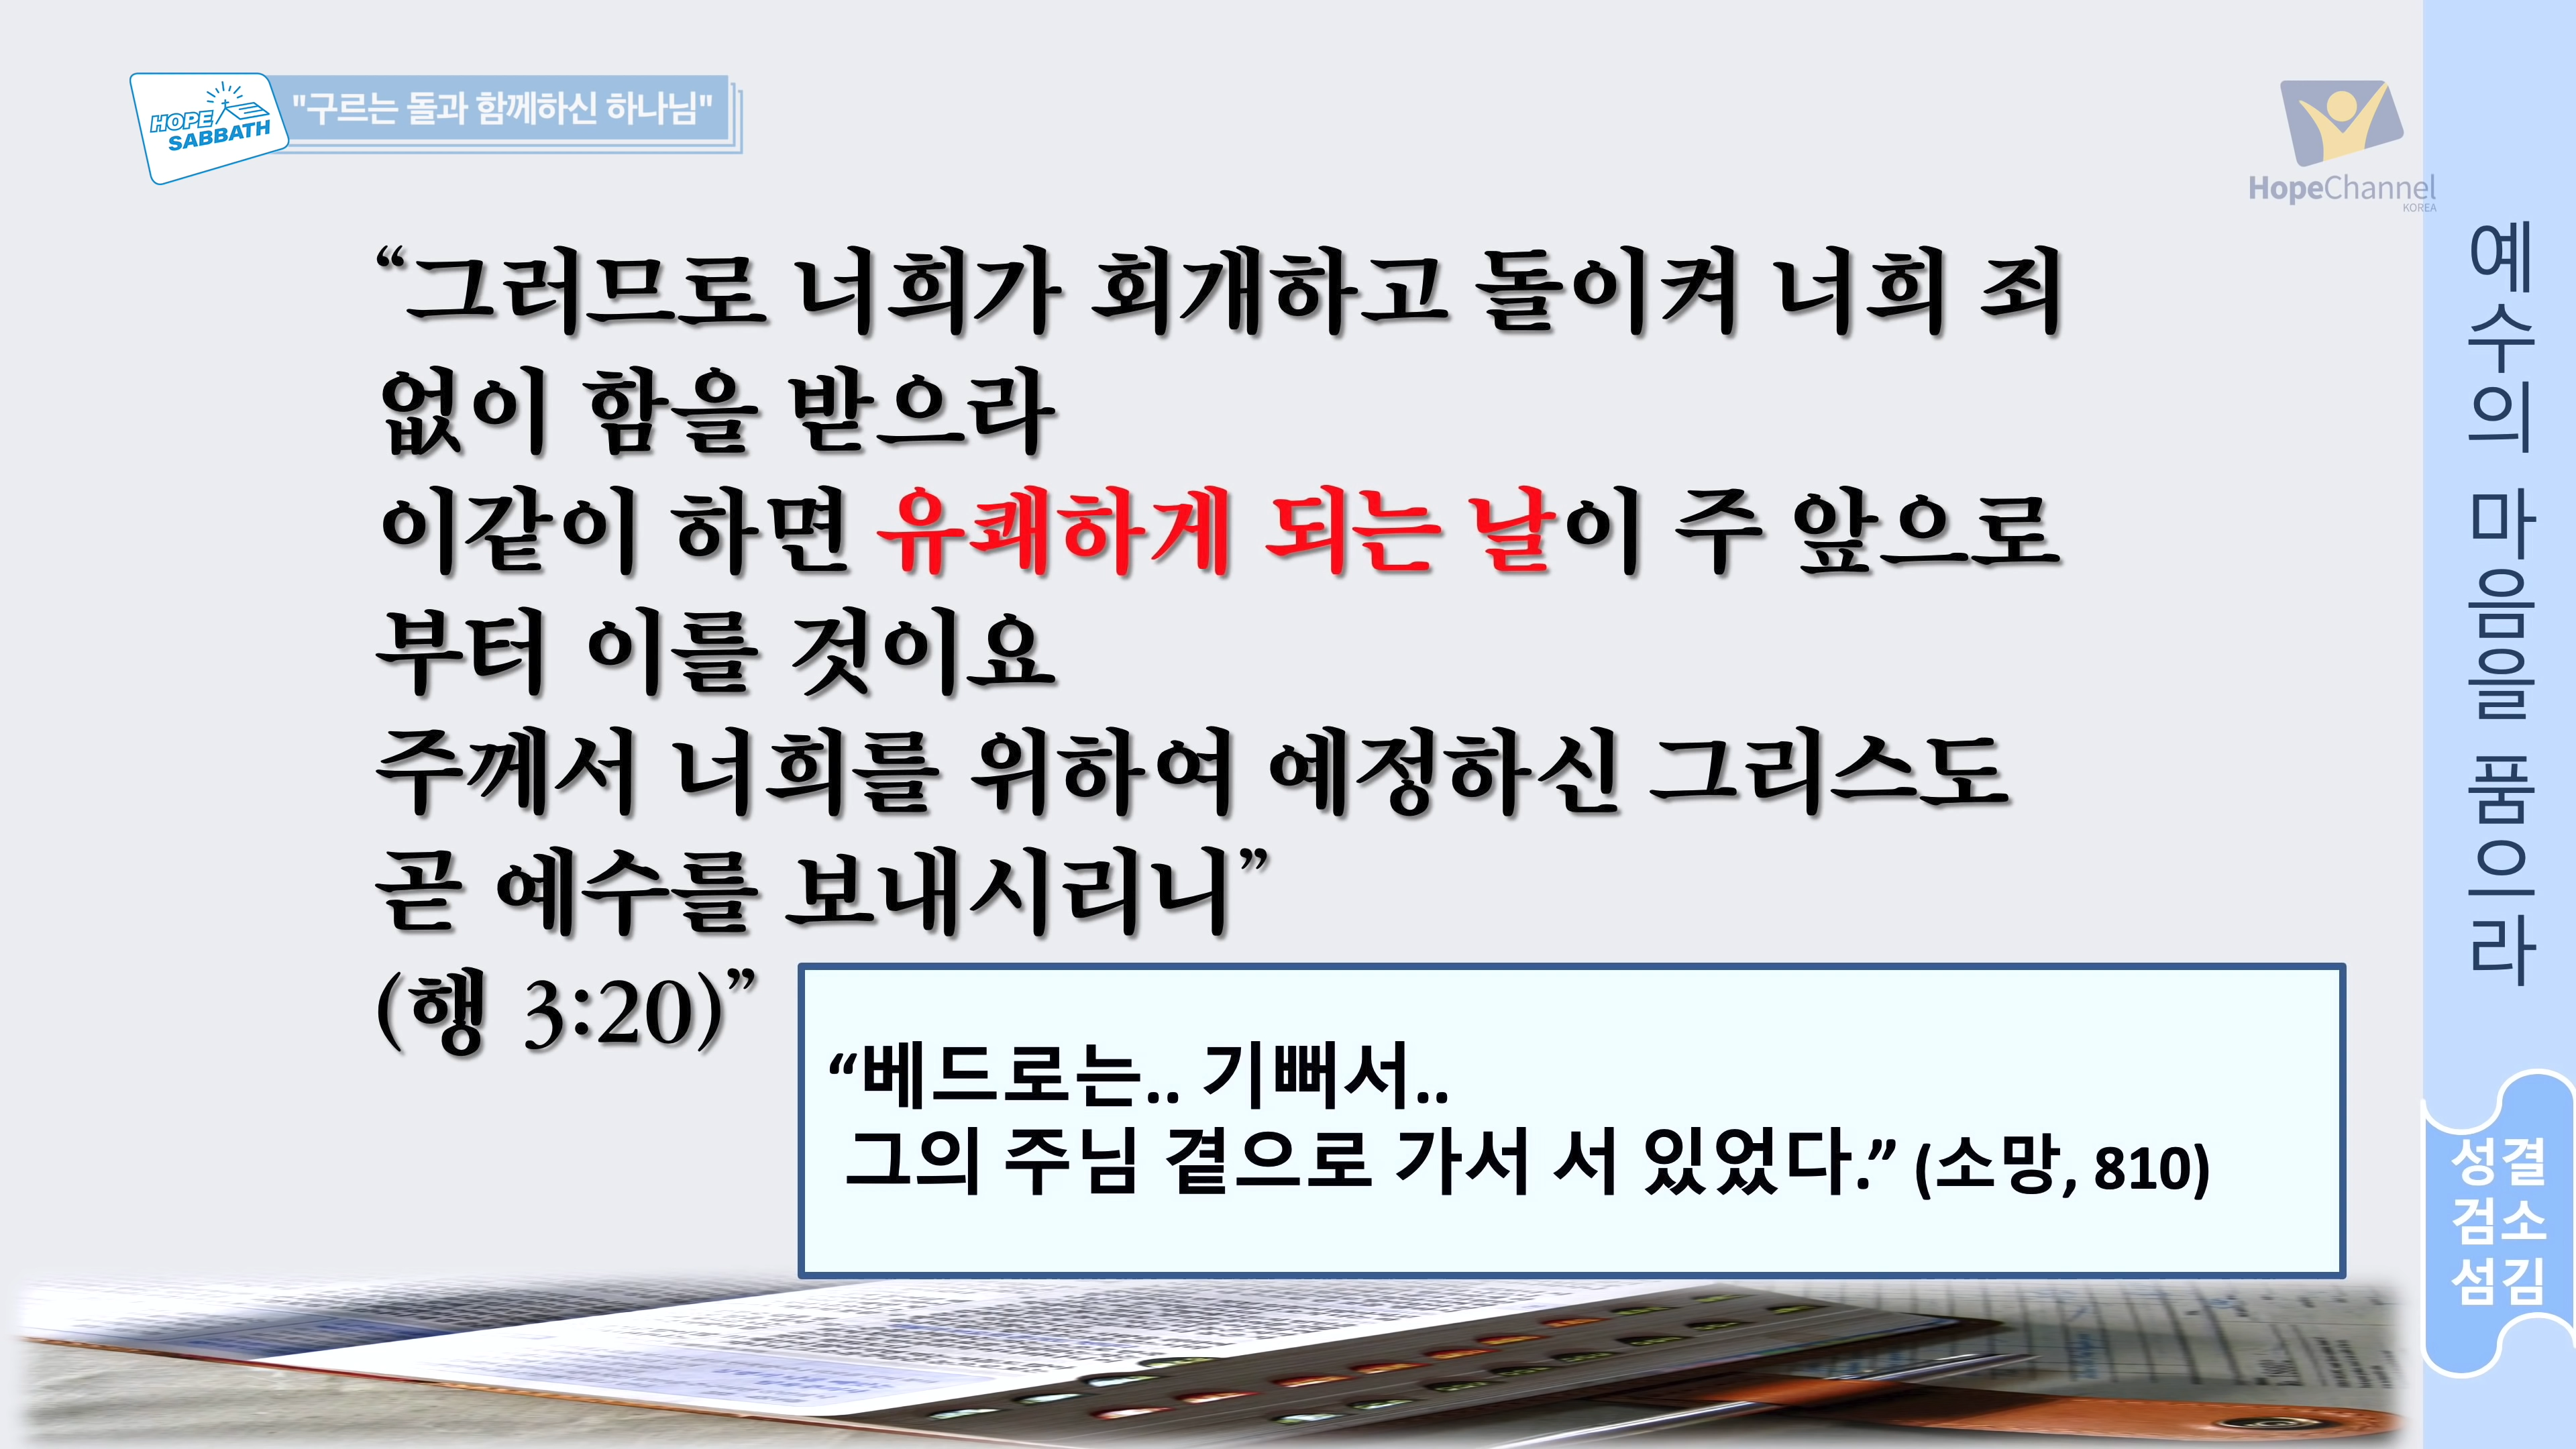 HOPE
SABBATH
"구르는 돌과 함께하신 하나님"
HopeChannel
KOREA
“그러므로 너희가 회개하고 돌이켜 너희 죄
없이 함을 받으라
이같이 하면 유쾌하게 되는 날이 주 앞으로
부터 이를 것이요
주께서 너희를 위하여 예정하신 그리스도
곧 예수를 보내시리니”
(행 3:20)”
“베드로는.. 기뻐서..
그의 주님 곁으로 가서 서 있었다.” (소망, 810)
예수의 마음을 품으라
성결
검소
섬김